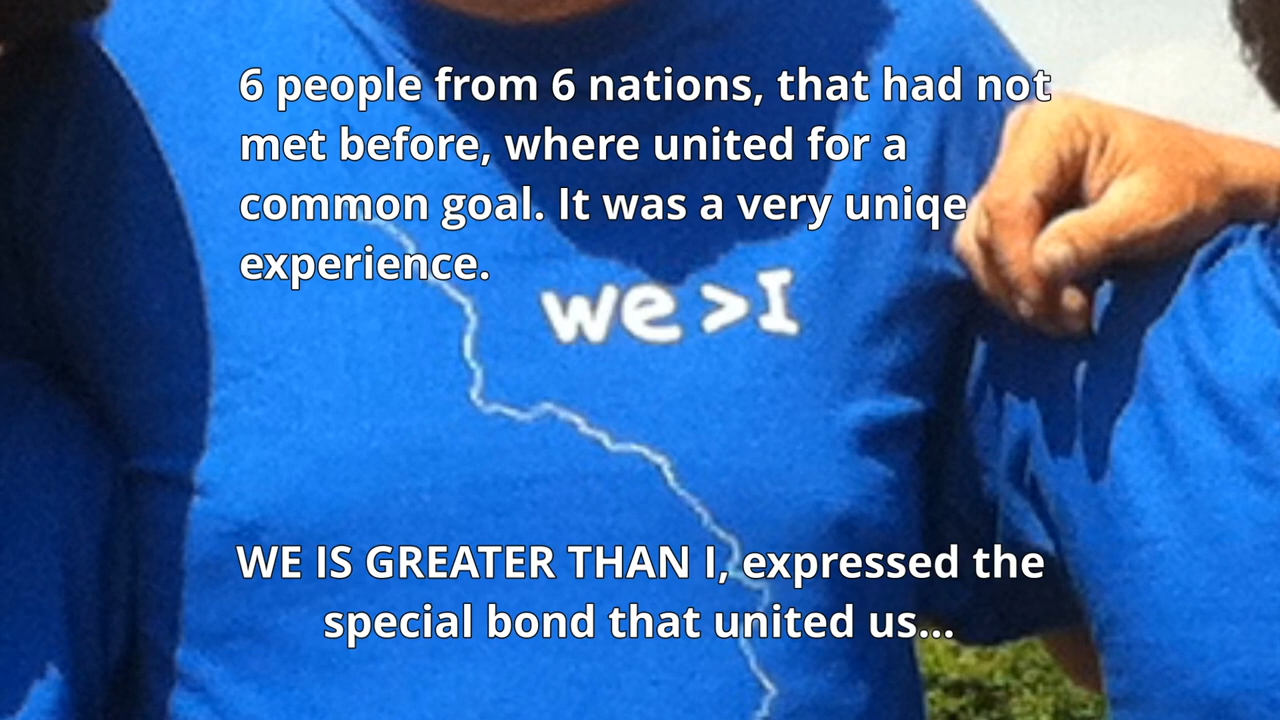 6 people from 6 nations, that had not
met before, where united for a
common goal. It was a very uniqe
experience.
we >I
WE IS GREATER THAN I, expressed the
special bond that united us...